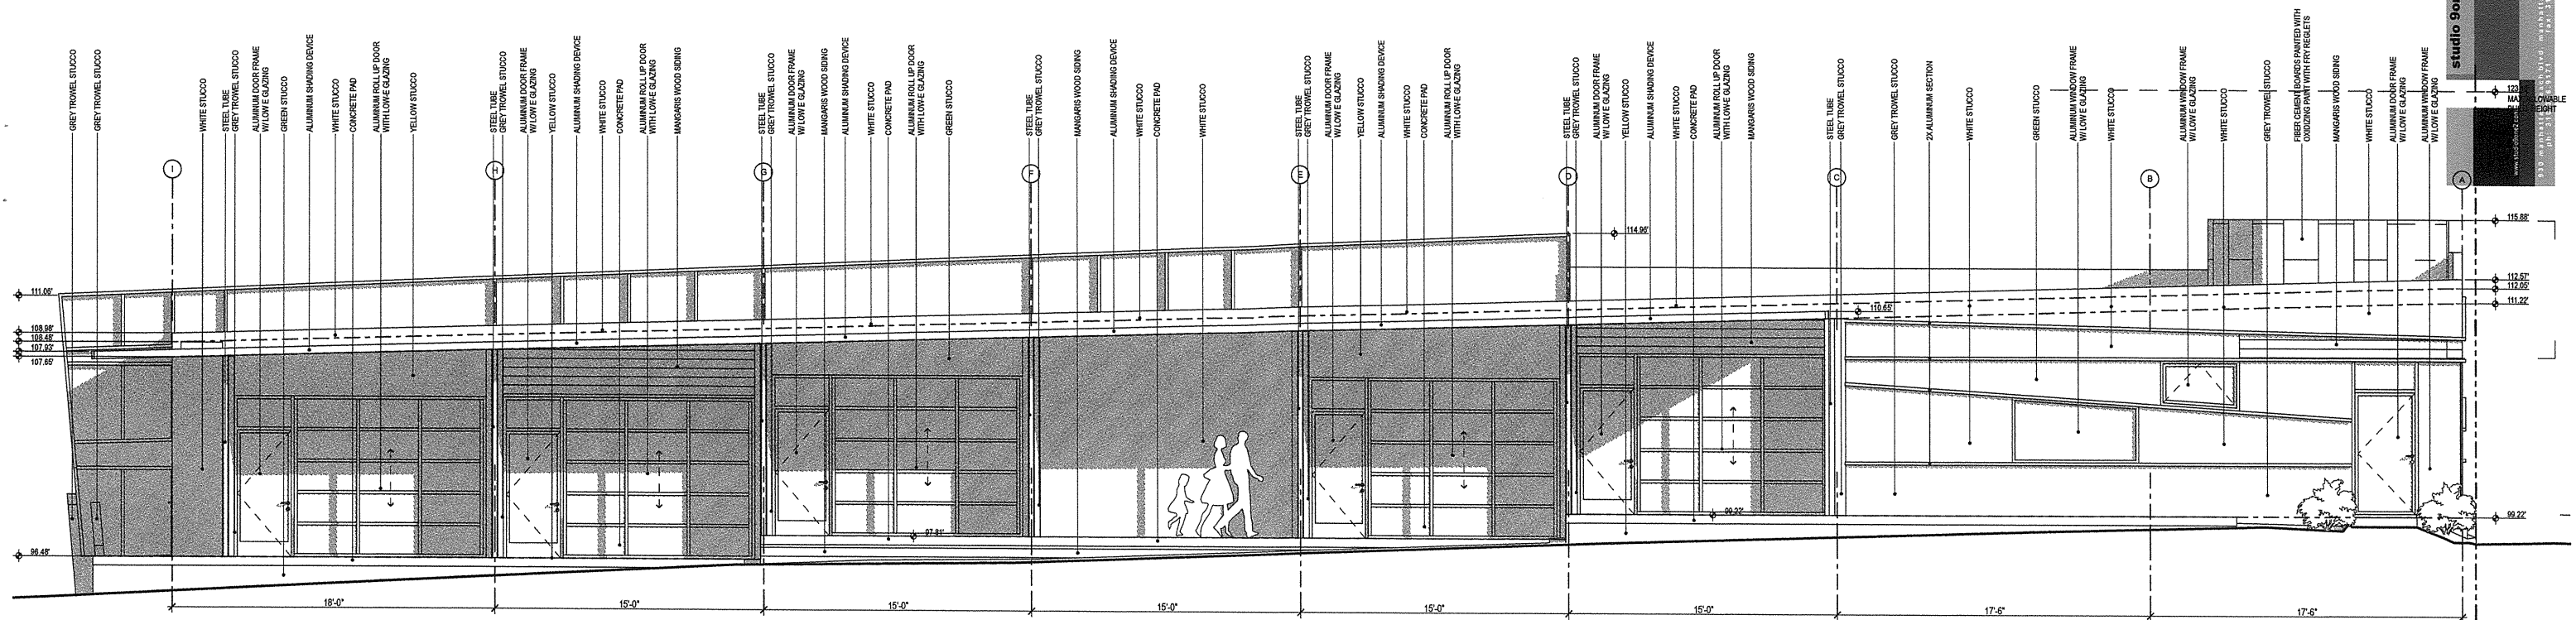 GREY TROWEL STUCCO
GREY TROWEL STUCCO
WHITE STUCCO
STEEL TUBE
GREY TROWEL STUCCO
ALUMINUM DOOR FRAME
W/ LOW E GLAZING
GREEN STUCCO
ALUMINUM SHADING DEVICE
WHITE STUCCO
CONCRETE PAD
ALUMINUM ROLL UP DOOR
WITH LOW-E GLAZING
YELLOW STUCCO
STEEL TUBE
GREY TROWEL STUCCO
ALUMINUM DOOR FRAME
W/ LOW E GLAZING
YELLOW STUCCO
ALUMINUM SHADING DEVICE
WHITE STUCCO
CONCRETE PAD
ALUMINUM ROLL UP DOOR
WITH LOW-E GLAZING
MANGARIS WOOD SIDING
STEEL TUBE
GREY TROWEL STUCCO
ALUMINUM DOOR FRAME
W/ LOW E GLAZING
MANGARIS WOOD SIDING
ALUMINUM SHADING DEVICE
WHITE STUCCO
CONCRETE PAD
ALUMINUM ROLL UP DOOR
WITH LOW-E GLAZING
GREEN STUCCO
STEEL TUBE
GREY TROWEL STUCCO
MANGARIS WOOD SIDING
ALUMINUM SHADING DEVICE
WHITE STUCCO
CONCRETE PAD
WHITE STUCCO
STEEL TUBE
GREY TROWEL STUCCO
ALUMINUM DOOR FRAME
W/ LOW E GLAZING
YELLOW STUCCO
ALUMINUM SHADING DEVICE
WHITE STUCCO
CONCRETE PAD
ALUMINUM ROLL UP DOOR
WITH LOW-E GLAZING
STEEL TUBE
GREY TROWEL STUCCO
ALUMINUM DOOR FRAME
W/ LOW E GLAZING
YELLOW STUCCO
ALUMINUM SHADING DEVICE
WHITE STUCCO
CONCRETE PAD
ALUMINUM ROLL UP DOOR
WITH LOW-E GLAZING
MANGARIS WOOD SIDING
STEEL TUBE
GREY TROWEL STUCCO
GREY TROWEL STUCCO
2X ALUMINUM SECTION
WHITE STUCCO
GREEN STUCCO
ALUMINUM WINDOW FRAME
W/ LOW E GLAZING
WHITE STUCCO
ALUMINUM WINDOW FRAME
W/ LOW E GLAZING
WHITE STUCCO
GREY TROWEL STUCCO
FIBER CEMENT BOARDS PAINTED WITH
OXIDIZING PAINT WITH FRY REGLETS
MANGARIS WOOD SIDING
WHITE STUCCO
ALUMINUM DOOR FRAME
W/ LOW E GLAZING
ALUMINUM WINDOW FRAME
W/ LOW E GLAZING
studio 9
930 manhattan
I
H
G
F
E
D
C
B
A
115.88'
114.96'
112.57'
112.05'
111.22'
111.06'
110.65'
108.98'
108.48'
107.93'
107.65'
99.22'
99.22'
97.81'
96.48'
18'-0"
15'-0"
15'-0"
15'-0"
15'-0"
15'-0"
17'-6"
17'-6"